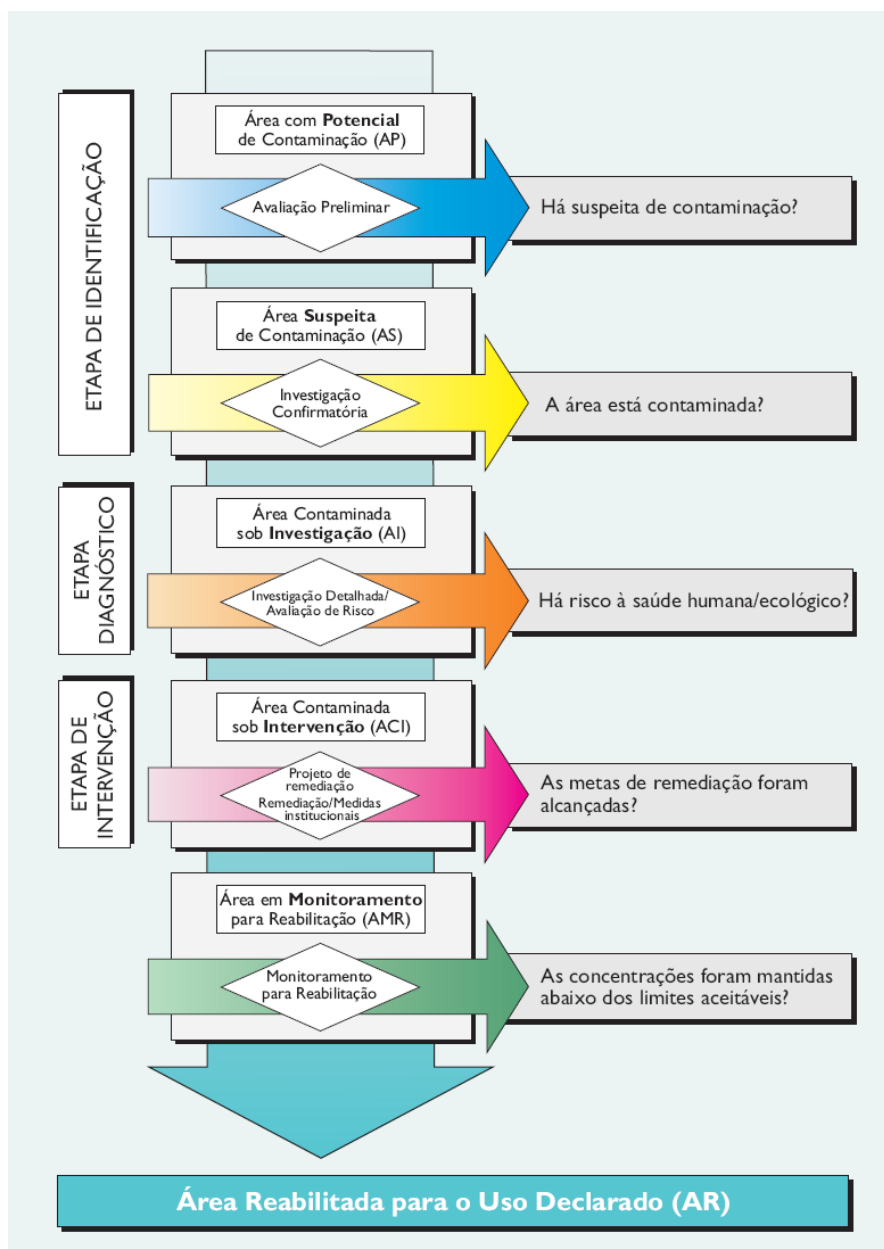 ETAPA DE IDENTIFICAÇÃO
Área com Potencial
de Contaminação (AP)
Avaliação Preliminar
Há suspeita de contaminação?
Área Suspeita
de Contaminação (AS)
Investigação
Confirmatória
A área está contaminada?
ETAPA
DIAGNÓSTICO
Área Contaminada
sob Investigação (AI)
Investigação Detalhada/
Avaliação de Risco
Há risco à saúde humana/ecológico?
ETAPA DE
INTERVENÇÃO
Área Contaminada
sob Intervenção (ACI)
Projeto de
remediação
Remediação/Medidas
institucionais
As metas de remediação foram
alcançadas?
Área em Monitoramento
para Reabilitação (AMR)
Monitoramento
para Reabilitação
As concentrações foram mantidas
abaixo dos limites aceitáveis?
Área Reabilitada para o Uso Declarado (AR)